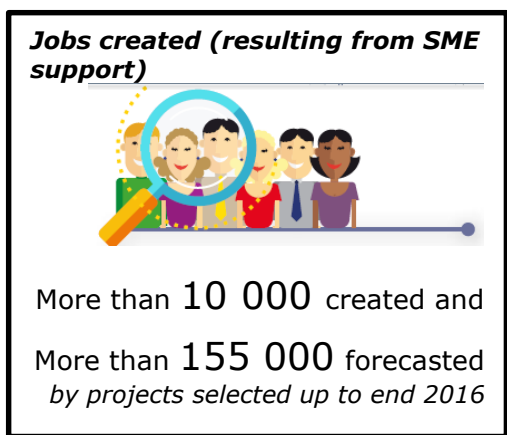 Jobs created (resulting from SME
support)
More than 10 000 created and
More than 155 000 forecasted
by projects selected up to end 2016